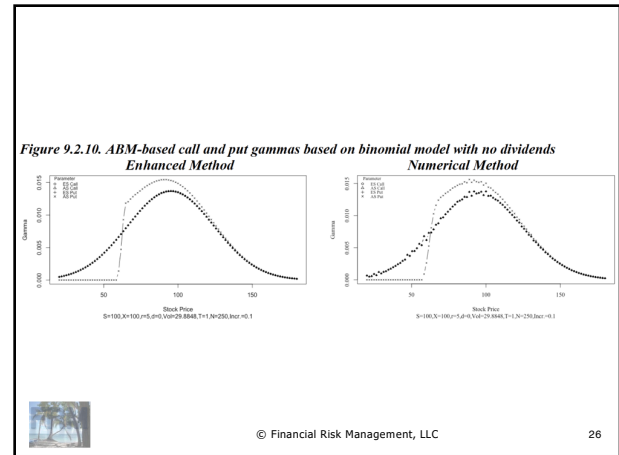 Figure 9.2.10. ABM-based call and put gammas based on binomial model with no dividends
Enhanced Method
Numerical Method
Parameter
ES Call
AS Call
ES Put
AS Put
Gamma
0.015
0.010
0.005
0.000
50
100
150
Stock Price
S=100,X=100,r=5,d=0,Vol=29.8848,T=1,N=250,Incr.=0.1
Parameter
ES Call
AS Call
ES Put
AS Put
Gamma
0.015
0.010
0.005
0.000
50
100
150
Stock Price
S=100,X=100,r=5,d=0,Vol=29.8848,T=1,N=250,Incr.=0.1
© Financial Risk Management, LLC
26